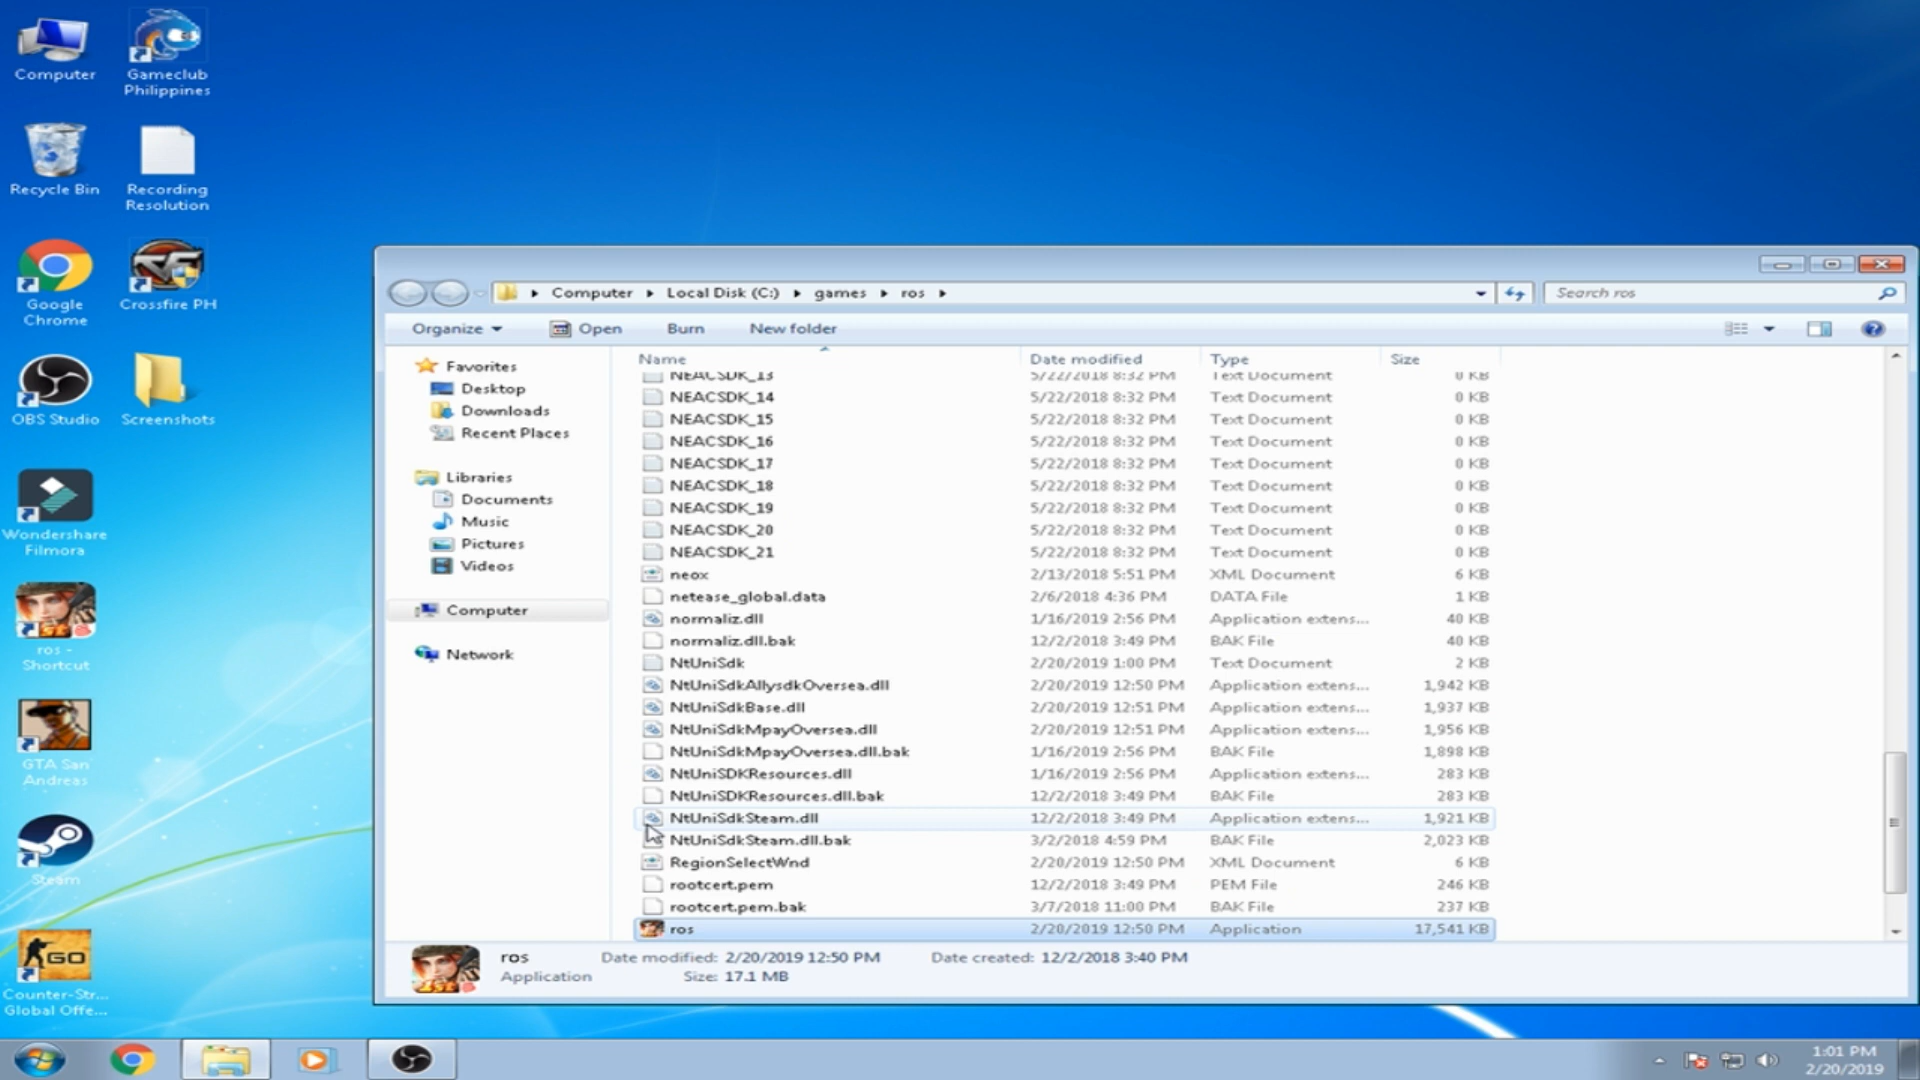 Computer
Gameclub
Philippines
Recycle Bin
Recording
Resolution
Google
Chrome
Crossfire PH
OBS Studio
Screenshots
Wondershare
Filmora
ros -
Shortcut
GTA San
Andreas
Steam
GO
Counter-Str...
Global Offe...
Computer
Local Disk (C:)
games
ros
Search ros
Organize
Open
Burn
New folder
Favorites
Desktop
Downloads
Recent Places
Libraries
Documents
Music
Pictures
Videos
Computer
Network
Name Date modified Type Size
NEACSDK_13 5/22/2018 8:32 PM Text Document 0 KB
NEACSDK_14 5/22/2018 8:32 PM Text Document 0 KB
NEACSDK_15 5/22/2018 8:32 PM Text Document 0 KB
NEACSDK_16 5/22/2018 8:32 PM Text Document 0 KB
NEACSDK_17 5/22/2018 8:32 PM Text Document 0 KB
NEACSDK_18 5/22/2018 8:32 PM Text Document 0 KB
NEACSDK_19 5/22/2018 8:32 PM Text Document 0 KB
NEACSDK_20 5/22/2018 8:32 PM Text Document 0 KB
NEACSDK_21 5/22/2018 8:32 PM Text Document 0 KB
neox 2/13/2018 5:51 PM XML Document 6 KB
netease_global.data 2/6/2018 4:36 PM DATA File 1 KB
normaliz.dll 1/16/2019 2:56 PM Application extens... 40 KB
normaliz.dll.bak 12/2/2018 3:49 PM BAK File 40 KB
NtUniSdk 2/20/2019 1:00 PM Text Document 2 KB
NtUniSdkAllysdkOversea.dll 2/20/2019 12:50 PM Application extens... 1,942 KB
NtUniSdkBase.dll 2/20/2019 12:51 PM Application extens... 1,937 KB
NtUniSdkMpayOversea.dll 2/20/2019 12:51 PM Application extens... 1,956 KB
NtUniSdkMpayOversea.dll.bak 1/16/2019 2:56 PM BAK File 1,898 KB
NtUniSDKResources.dll 1/16/2019 2:56 PM Application extens... 283 KB
NtUniSDKResources.dll.bak 12/2/2018 3:49 PM BAK File 283 KB
NtUniSdkSteam.dll 12/2/2018 3:49 PM Application extens... 1,921 KB
NtUniSdkSteam.dll.bak 3/2/2018 4:59 PM BAK File 2,023 KB
RegionSelectWnd 2/20/2019 12:50 PM XML Document 6 KB
rootcert.pem 12/2/2018 3:49 PM PEM File 246 KB
rootcert.pem.bak 3/7/2018 11:00 PM BAK File 237 KB
ros 2/20/2019 12:50 PM Application 17,541 KB
ros Date modified: 2/20/2019 12:50 PM Date created: 12/2/2018 3:40 PM
Application Size: 17.1 MB
1:01 PM
2/20/2019